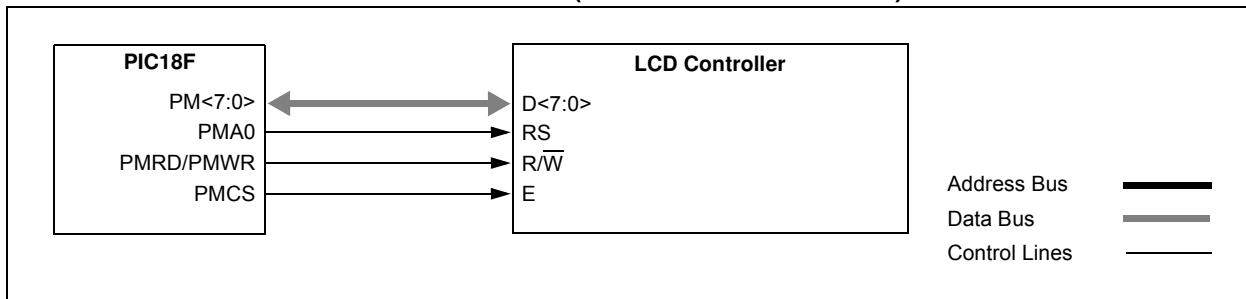 PIC18F
LCD Controller
PM<7:0>
D<7:0>
PMA0
RS
PMRD/PMWR
R/W̅
PMCS
E
Address Bus
Data Bus
Control Lines